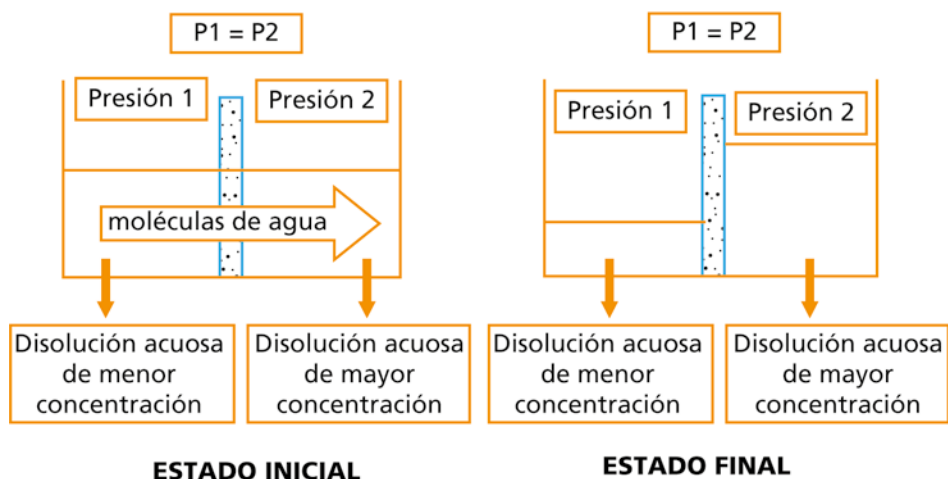 P1 = P2
Presión 1
Presión 2
moléculas de agua
Disolución acuosa
de menor
concentración
Disolución acuosa
de mayor
concentración
ESTADO INICIAL
P1 = P2
Presión 1
Presión 2
Disolución acuosa
de menor
concentración
Disolución acuosa
de mayor
concentración
ESTADO FINAL